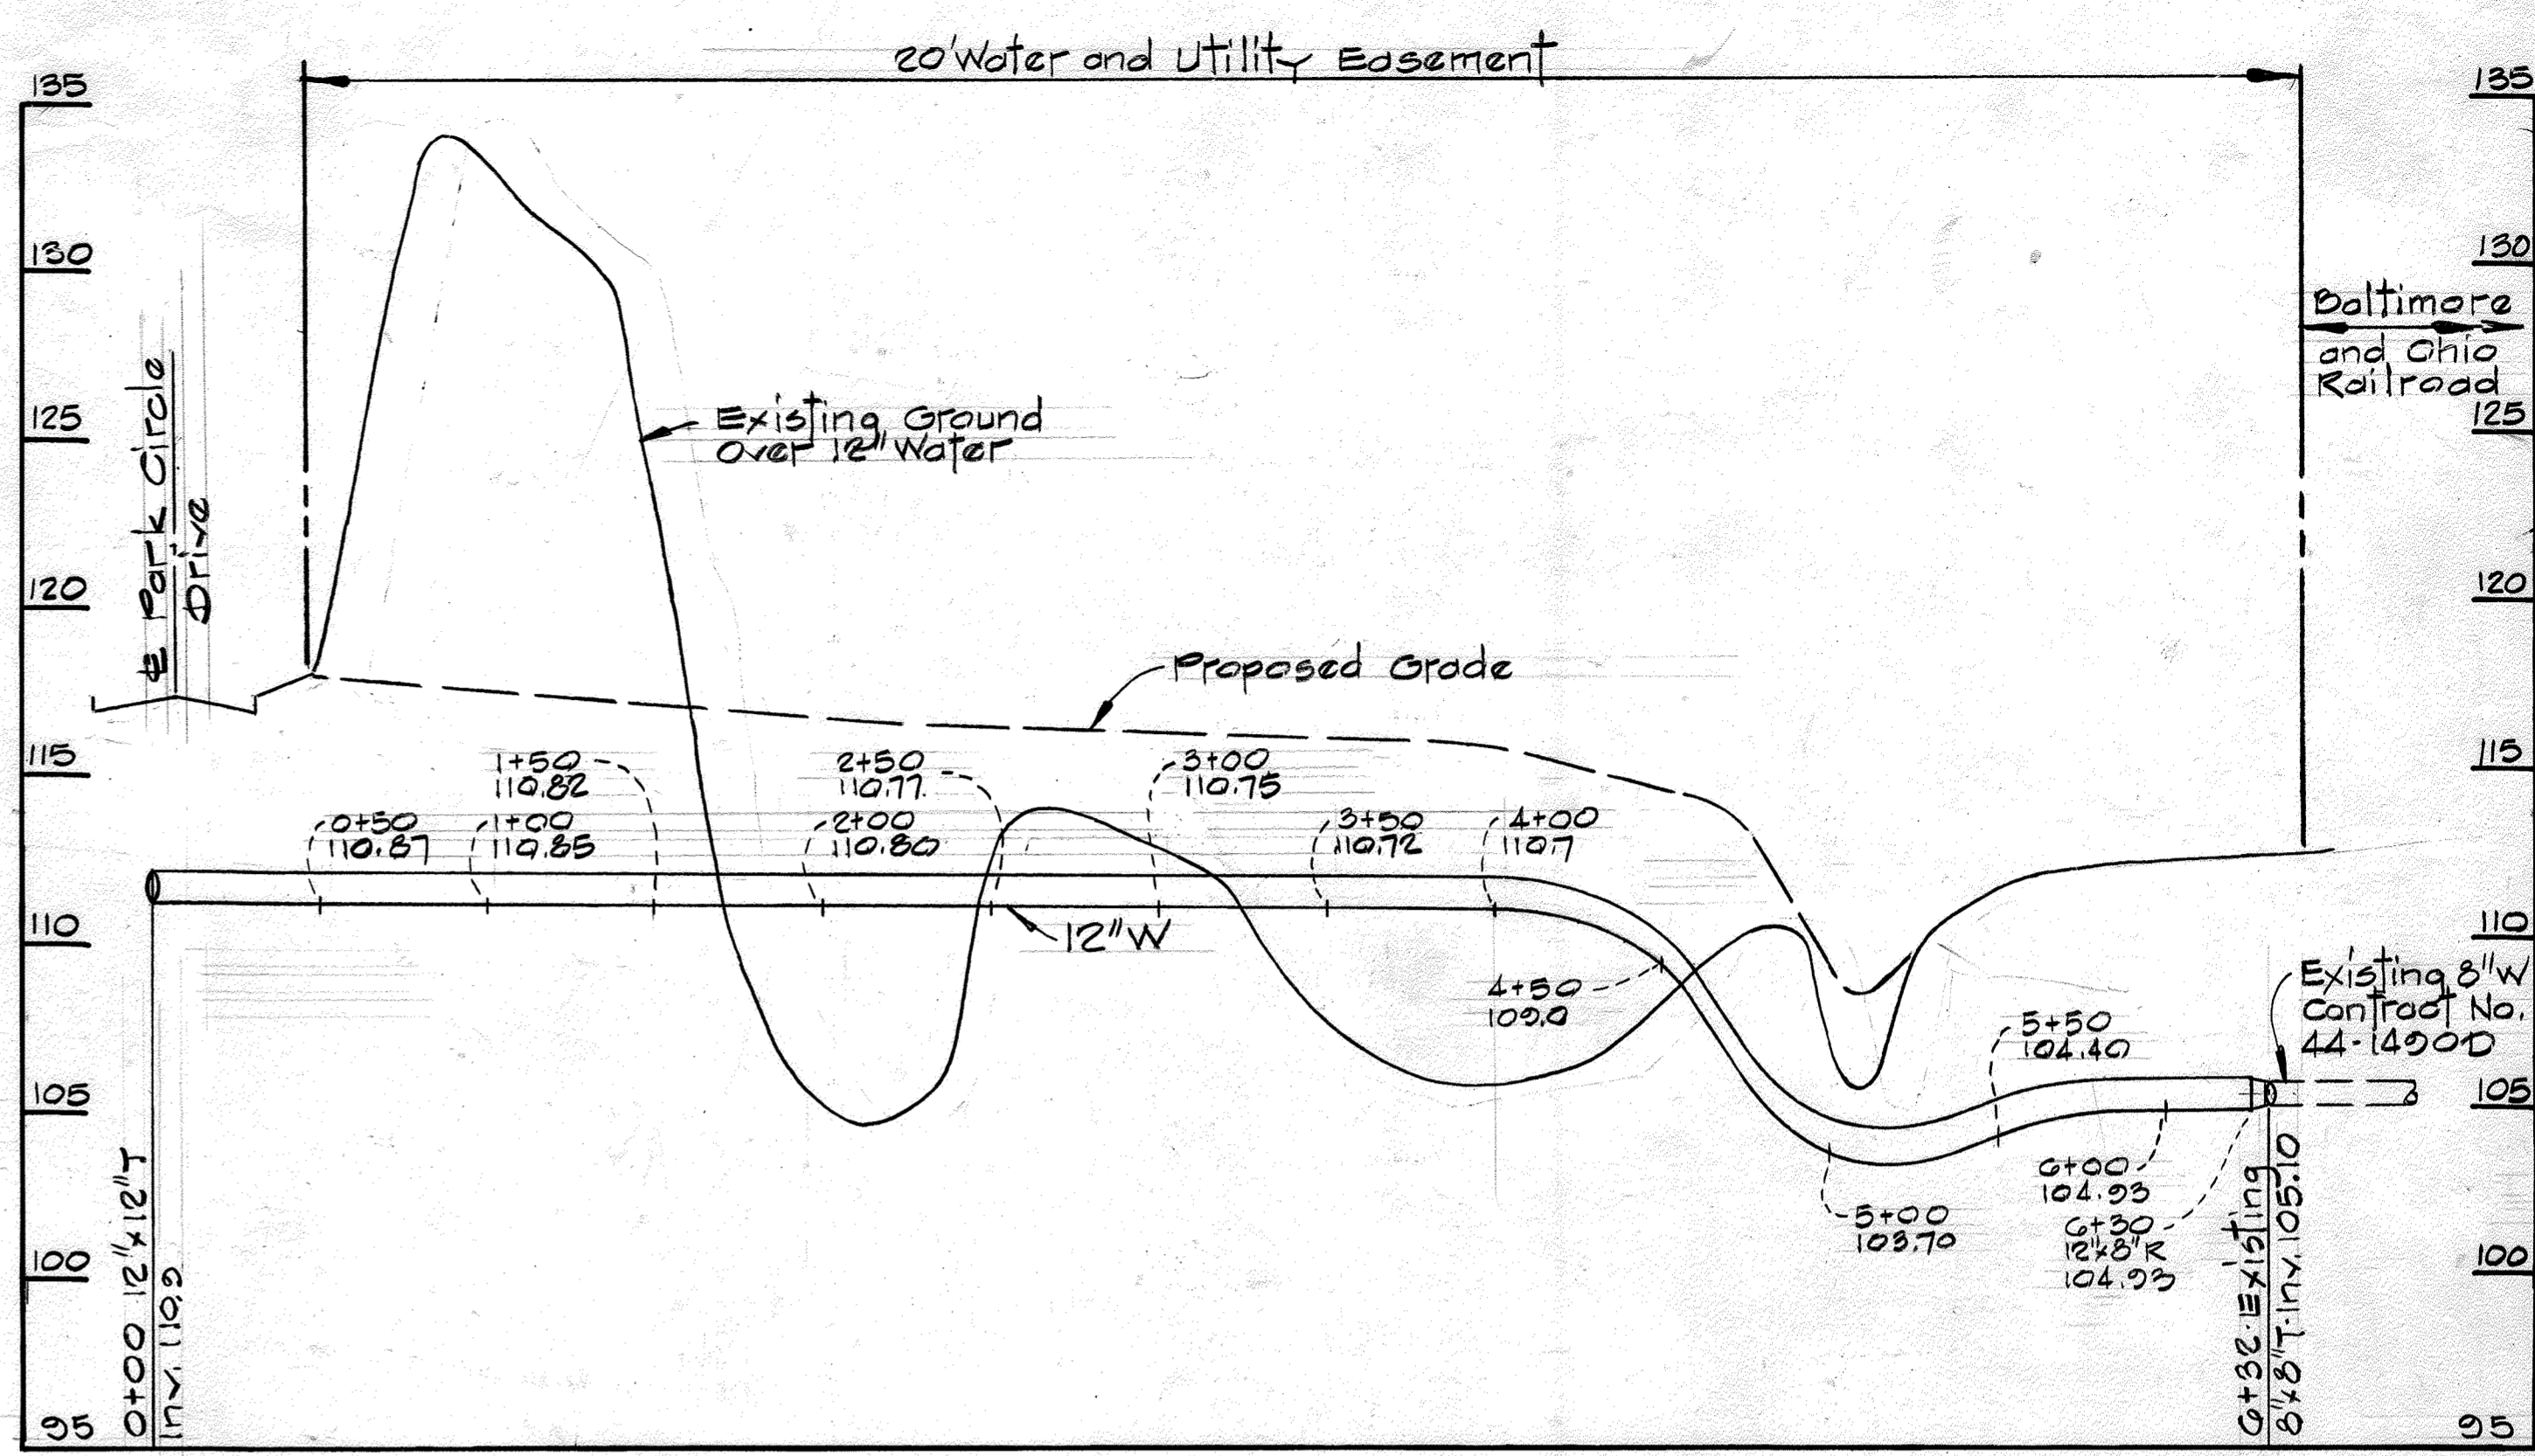 20' Water and Utility Easement
135
135
130
130
Baltimore
and Ohio
Railroad
125
125
Existing Ground
Over 12" Water
℄ Park Circle
Drive
120
120
Proposed Grade
115
115
1+50
110.82
2+50
110.77
3+00
110.75
0+50
110.87
1+00
110.85
2+00
110.80
3+50
110.72
4+00
110.7
110
110
12"W
4+50
109.0
Existing 8"W
Contract No.
44-1490D
5+50
104.40
105
105
6+00
104.93
5+00
103.70
6+30
12"x8"R
104.93
100
100
0+00 12"x12"T
Inv. 110.9
6+32 Existing
8"x8"T. Inv. 105.10
95
95